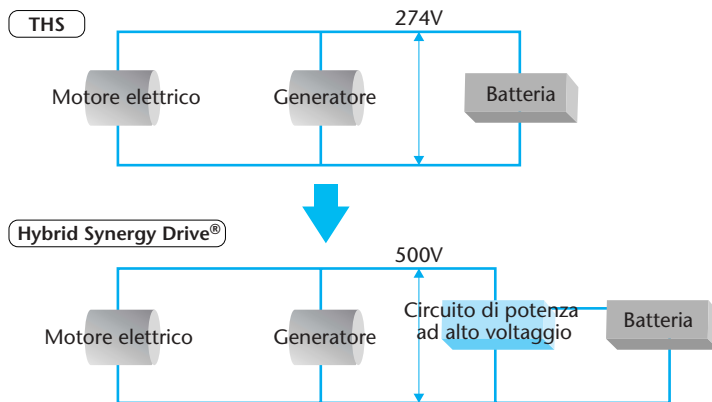 THS
274V
Motore elettrico
Generatore
Batteria
Hybrid Synergy Drive®
500V
Motore elettrico
Generatore
Circuito di potenza
ad alto voltaggio
Batteria